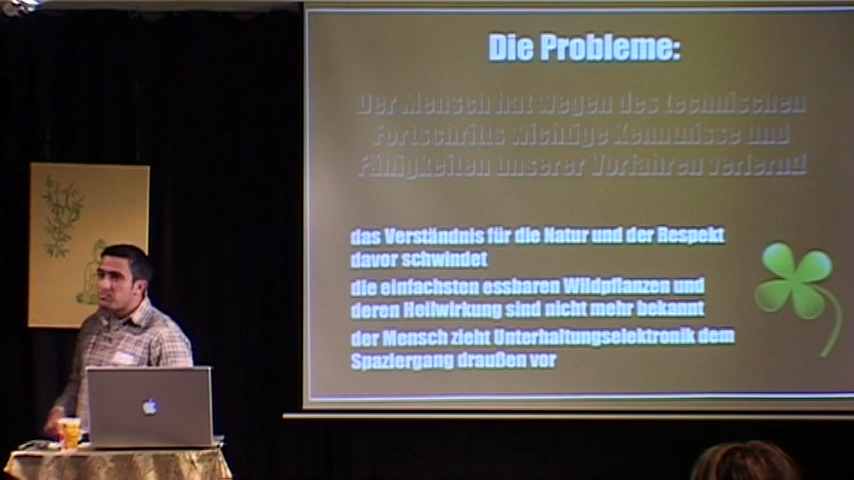 Die Probleme:
Der Mensch hat wegen des technischen
Fortschritts wichtige Kenntnisse und
Fähigkeiten unserer Vorfahren verlernd
das Verständnis für die Natur und der Respekt
davor schwindet
die einfachsten essbaren Wildpflanzen und
deren Heilwirkung sind nicht mehr bekannt
der Mensch zieht Unterhaltungselektronik dem
Spaziergang draußen vor